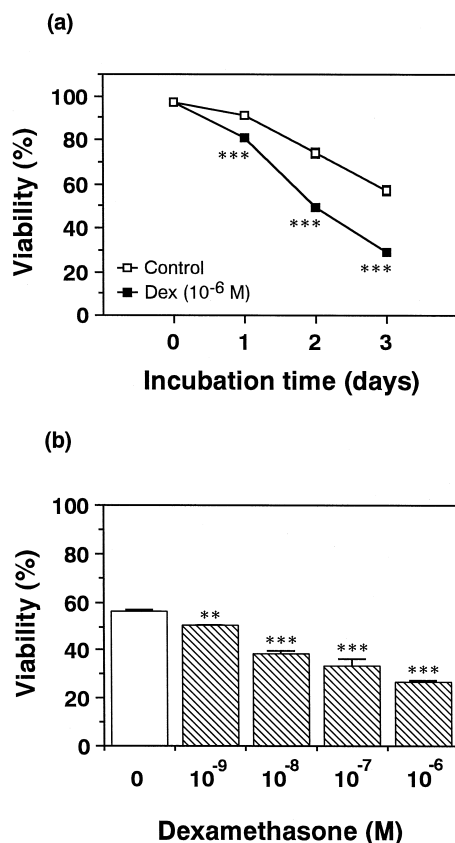 (a)
100
80
60
40
20
0
Viability (%)
***
***
***
Control
Dex (10⁻⁶ M)
0 1 2 3
Incubation time (days)
(b)
100
80
60
40
20
0
Viability (%)
**
***
***
***
0 10⁻⁹ 10⁻⁸ 10⁻⁷ 10⁻⁶
Dexamethasone (M)